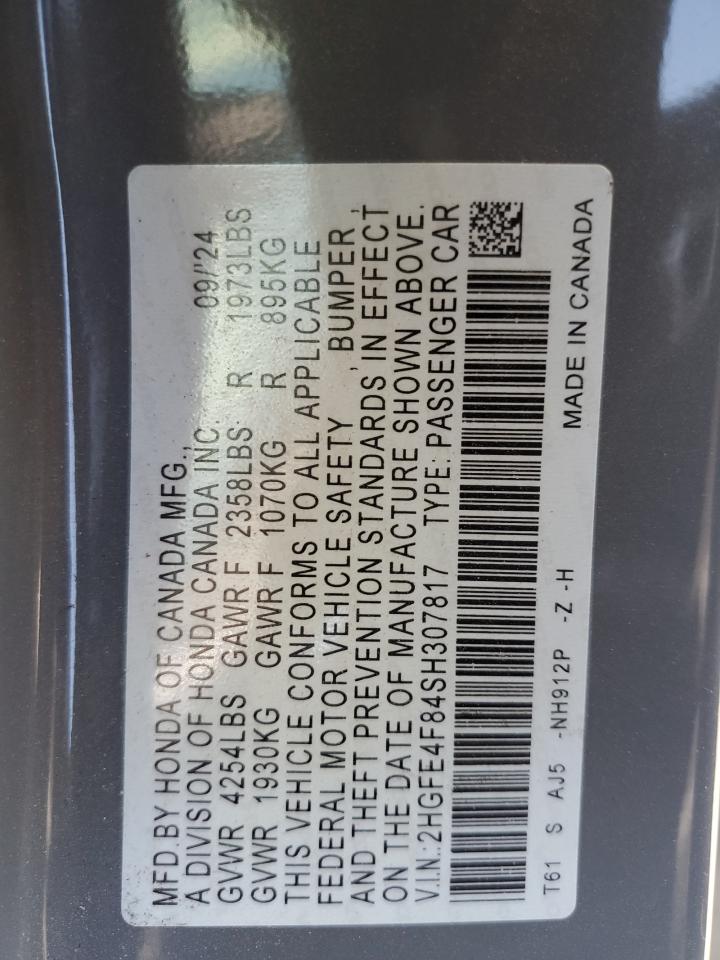 MFD.BY HONDA OF CANADA MFG.,
A DIVISION OF HONDA CANADA INC. 09/'24
GVWR 4254LBS GAWR F 2358LBS R 1973LBS
GVWR 1930KG GAWR F 1070KG R 895KG
THIS VEHICLE CONFORMS TO ALL APPLICABLE
FEDERAL MOTOR VEHICLE SAFETY , BUMPER ,
AND THEFT PREVENTION STANDARDS IN EFFECT
ON THE DATE OF MANUFACTURE SHOWN ABOVE.
V.I.N.:2HGFE4F84SH307817 TYPE: PASSENGER CAR
T61 S AJ5 -NH912P -Z -H MADE IN CANADA